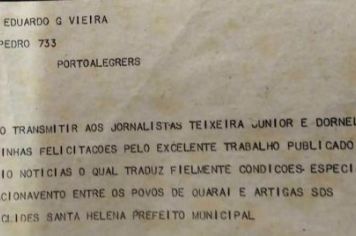 EDUARDO G VIEIRA
PEDRO 733
PORTOALEGRERS
O TRANSMITIR AOS JORNALISTAS TEIXEIRA JUNIOR E DORNEL
INHAS FELICITACOES PELO EXCELENTE TRABALHO PUBLICADO
IO NOTICIAS O QUAL TRADUZ FIELMENTE CONDICOES ESPECI
CIONAVENTO ENTRE OS POVOS DE QUARAI E ARTIGAS SDS
CLIDES SANTA HELENA PREFEITO MUNICIPAL